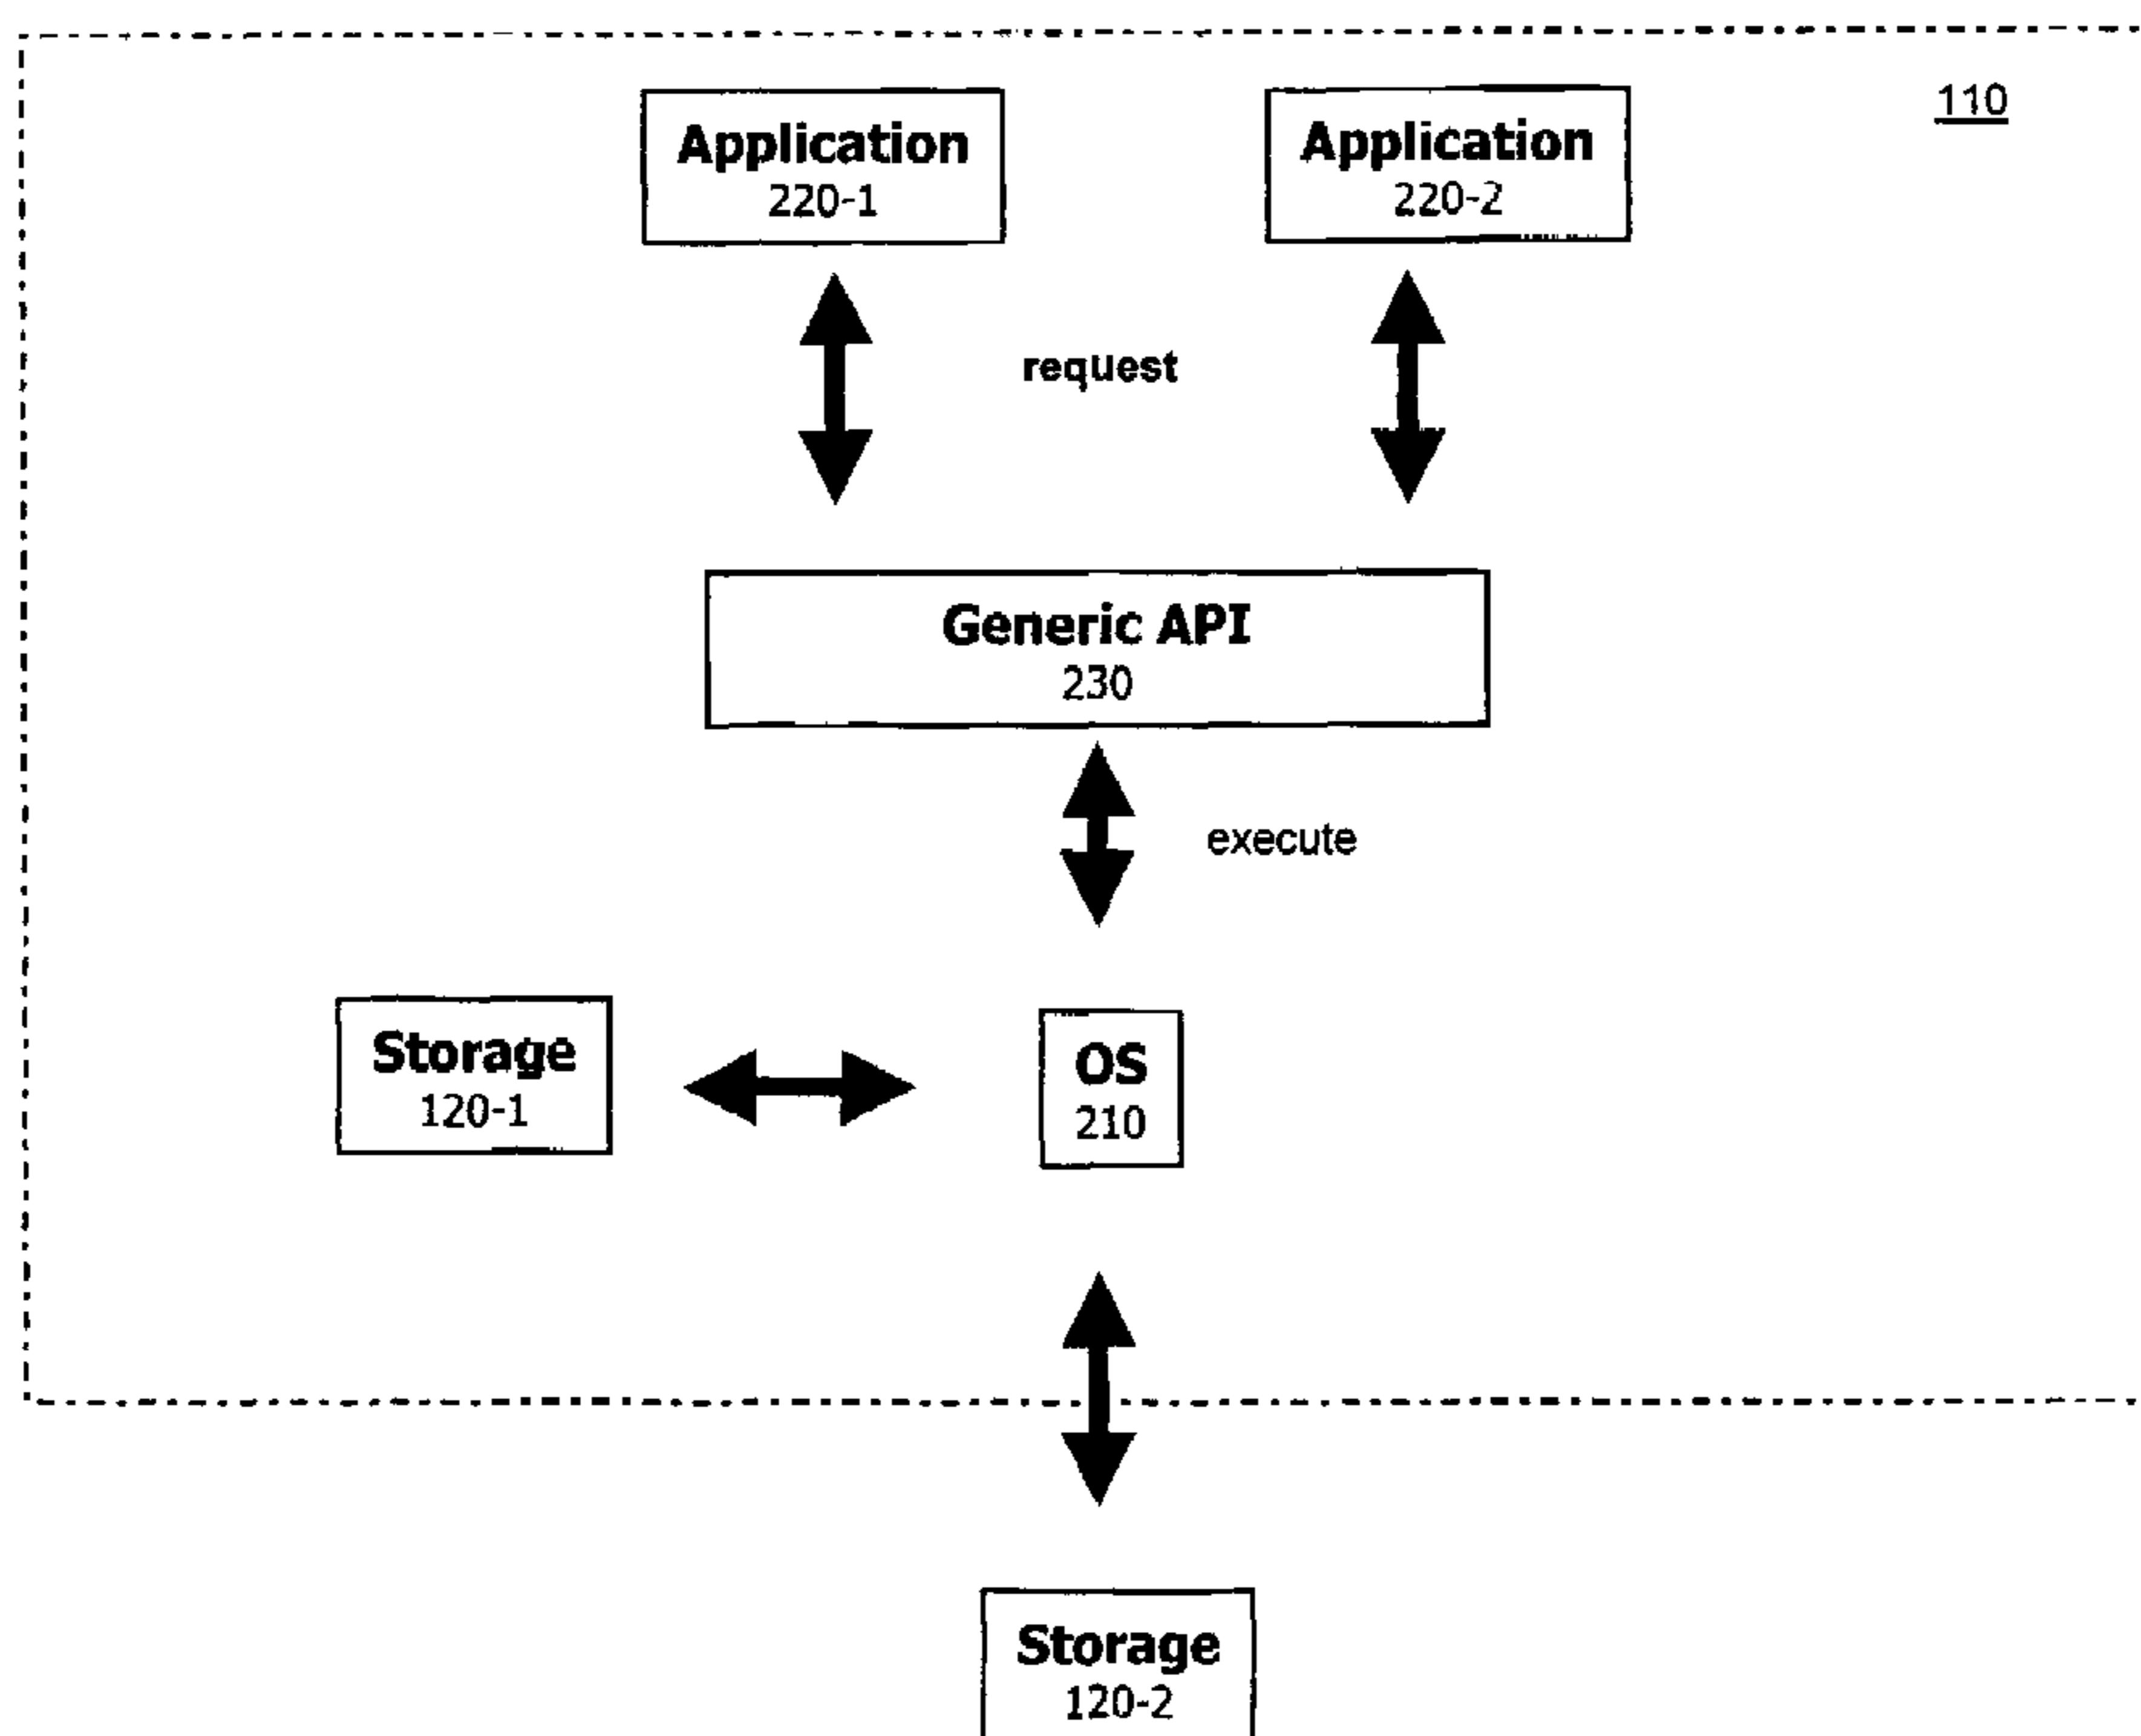 110
Application
220-1
Application
220-2
request
Generic API
230
execute
Storage
120-1
OS
210
Storage
120-2